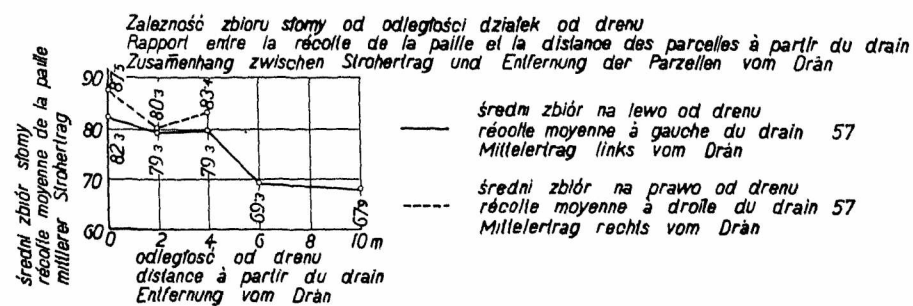 Zależność zbioru słomy od odległości działek od drenu
Rapport entre la récolte de la paille et la distance des parcelles à partir du drain
Zusam̄enhang zwischen Strohertrag und Entfernung der Parzellen vom Drän
średni zbiór słomy
récolte moyenne de la paille
mittlerer Strohertrag
90
80
70
60
87,5
80,3
83,4
82,3
79,3
79,3
69,3
67,9
0 2 4 6 8 10 m
odległość od drenu
distance à partir du drain
Entfernung vom Drän
średni zbiór na lewo od drenu
récolte moyenne à gauche du drain 57
Mittelertrag links vom Drän
średni zbiór na prawo od drenu
récolte moyenne à droite du drain 57
Mittelertrag rechts vom Drän